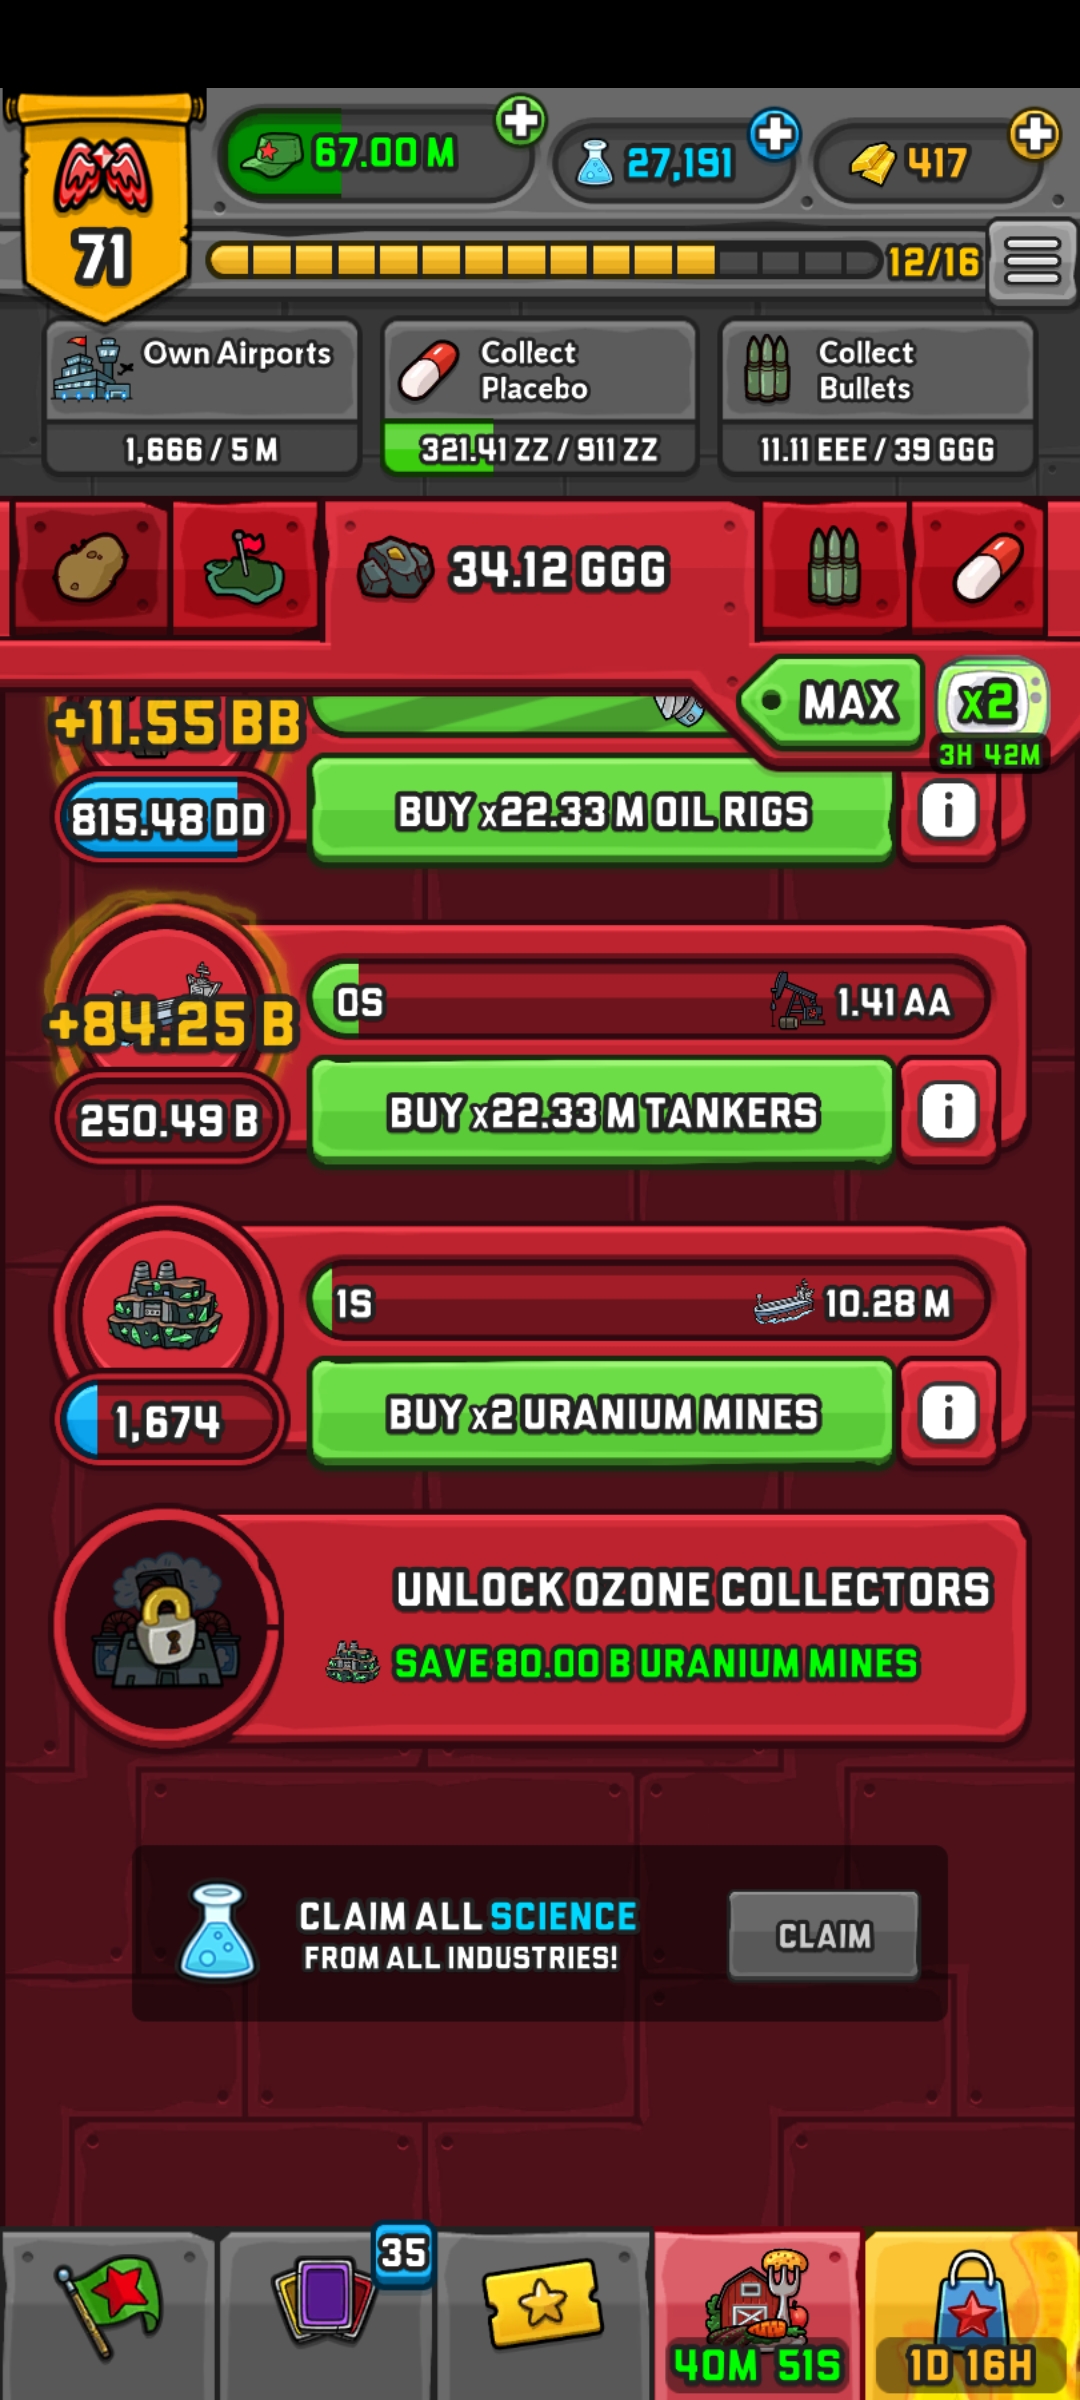 67.00 M
27,191
417
71
12/16
Own Airports
1,666 / 5 M
Collect
Placebo
321.41 ZZ / 911 ZZ
Collect
Bullets
11.11 EEE / 39 GGG
34.12 GGG
MAX
x2
3H 42M
+11.55 BB
815.48 DD
BUY x22.33 M OIL RIGS
i
+84.25 B
0S
1.41 AA
250.49 B
BUY x22.33 M TANKERS
i
1S
10.28 M
1,674
BUY x2 URANIUM MINES
i
UNLOCK OZONE COLLECTORS
SAVE 80.00 B URANIUM MINES
CLAIM ALL SCIENCE
FROM ALL INDUSTRIES!
CLAIM
35
40M 51S
1D 16H